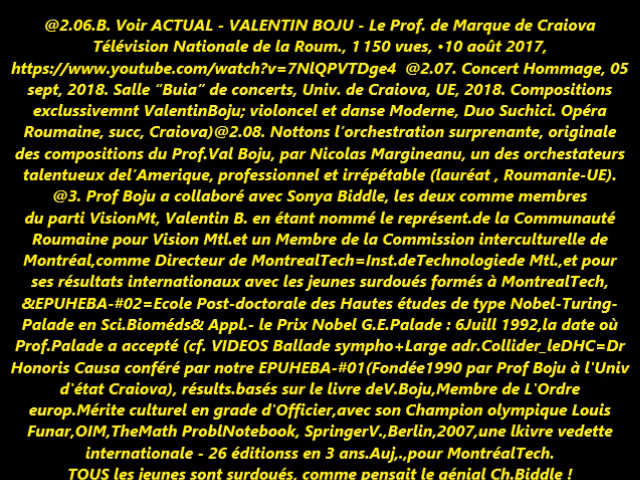 @2.06.B. Voir ACTUAL - VALENTIN BOJU - Le Prof. de Marque de Craiova
Télévision Nationale de la Roum., 1 150 vues, •10 août 2017,
https://www.youtube.com/watch?v=7NlQPVTDge4 @2.07. Concert Hommage, 05
sept, 2018. Salle “Buia” de concerts, Univ. de Craiova, UE, 2018. Compositions
exclussivemnt ValentinBoju; violoncel et danse Moderne, Duo Suchici. Opéra
Roumaine, succ, Craiova)@2.08. Nottons l’orchestration surprenante, originale
des compositions du Prof.Val Boju, par Nicolas Margineanu, un des orchestateurs
talentueux del’Amerique, professionnel et irrépétable (lauréat , Roumanie-UE).
@3. Prof Boju a collaboré avec Sonya Biddle, les deux comme membres
du parti VisionMt, Valentin B. en étant nommé le représent.de la Communauté
Roumaine pour Vision Mtl.et un Membre de la Commission interculturelle de
Montréal,comme Directeur de MontrealTech=Inst.deTechnologiede Mtl.,et pour
ses résultats internationaux avec les jeunes surdoués formés à MontrealTech,
&EPUHEBA-#02=Ecole Post-doctorale des Hautes études de type Nobel-Turing-
Palade en Sci.Bioméds& Appl.- le Prix Nobel G.E.Palade : 6Juill 1992,la date où
Prof.Palade a accepté (cf. VIDEOS Ballade sympho+Large adr.Collider_leDHC=Dr
Honoris Causa conféré par notre EPUHEBA-#01(Fondée1990 par Prof Boju à l'Univ
d'état Craiova), résults.basés sur le livre deV.Boju,Membre de L'Ordre
europ.Mérite culturel en grade d'Officier,avec son Champion olympique Louis
Funar,OIM,TheMath ProblNotebook, SpringerV.,Berlin,2007,une lkivre vedette
internationale - 26 éditionss en 3 ans.Auj,.,pour MontréalTech.
TOUS les jeunes sont surdoués, comme pensait le génial Ch.Biddle !